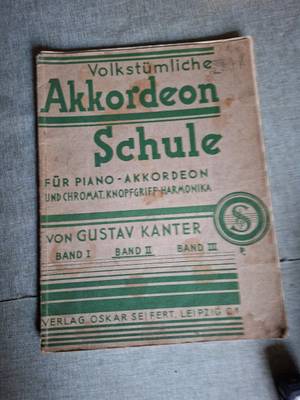 Volkstümliche
Akkordeon
Schule
FÜR PIANO-AKKORDEON
UND CHROMAT. KNOPFGRIFF-HARMONIKA
VON GUSTAV KANTER
BAND I BAND II BAND III
VERLAG OSKAR SEIFERT, LEIPZIG